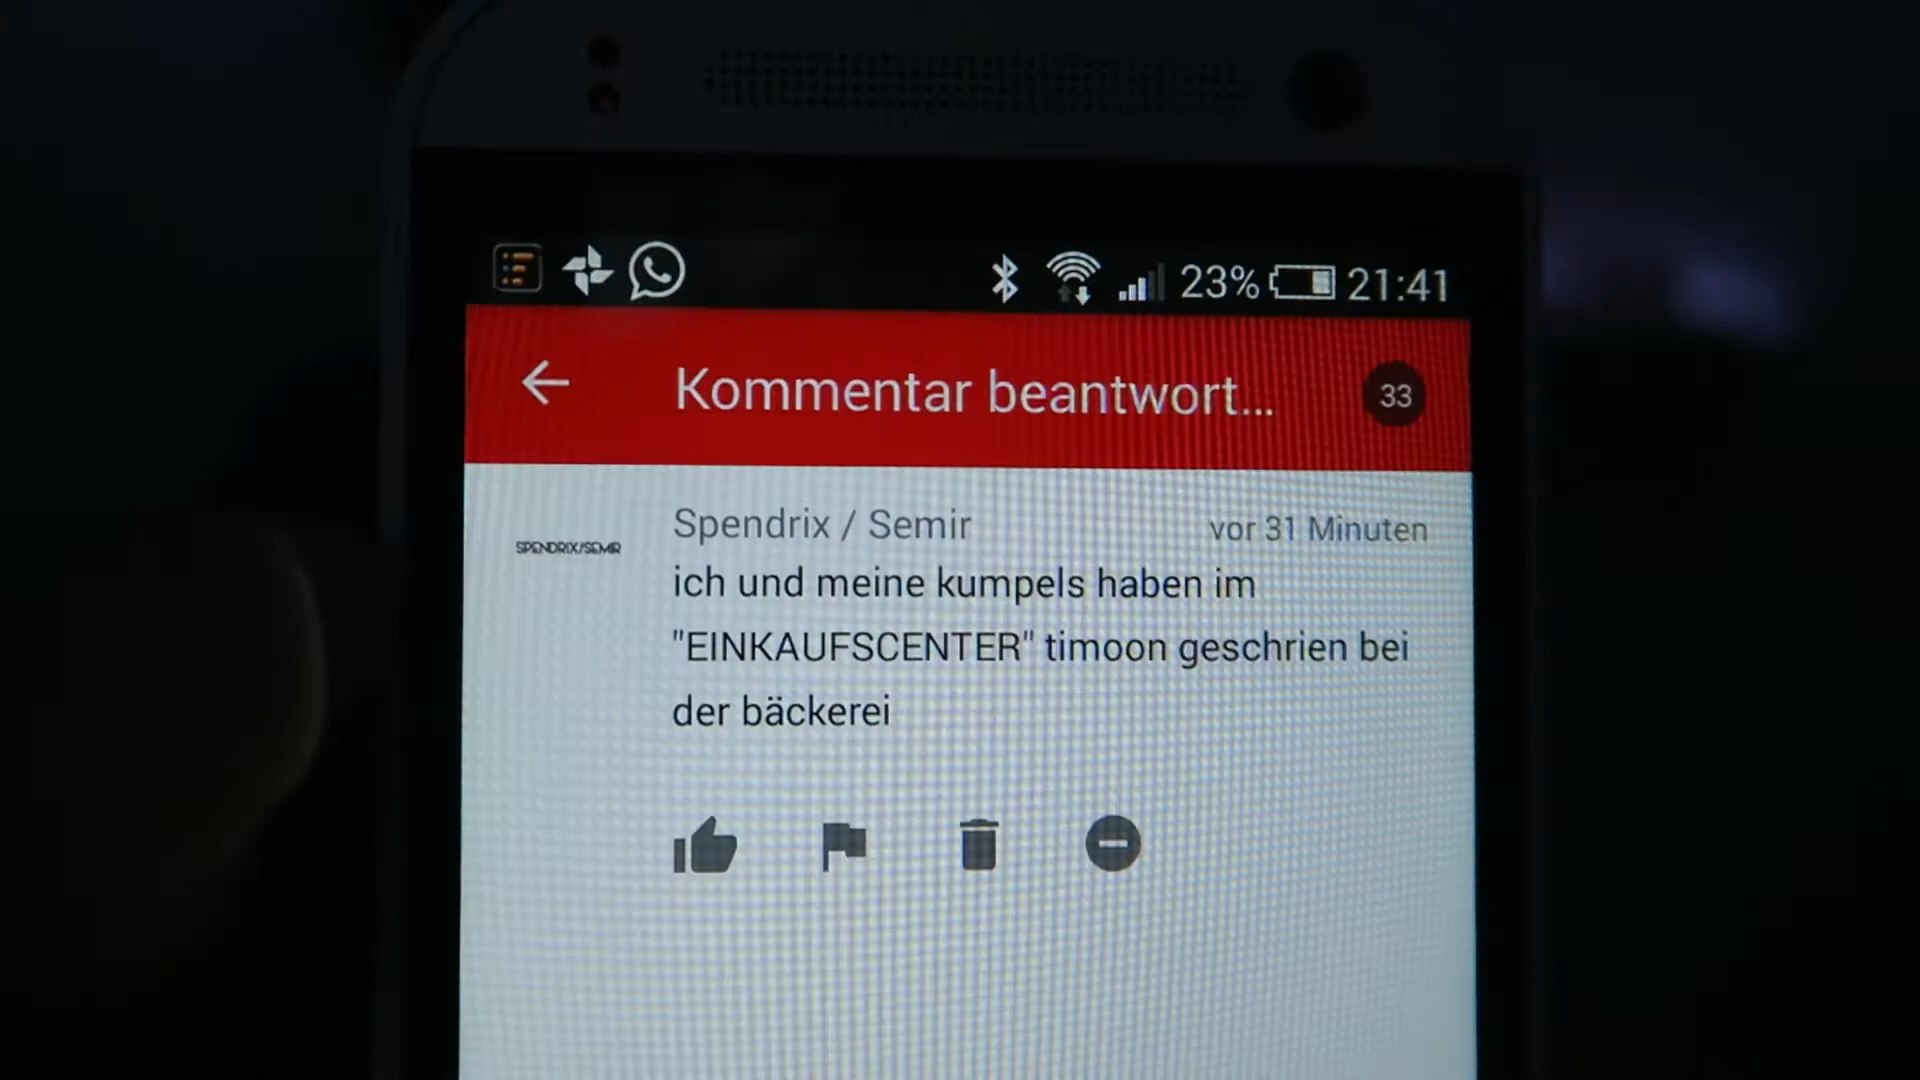 23% 21:41
Kommentar beantwort... 33
Spendrix / Semir vor 31 Minuten
SPENDRIX/SEMIR
ich und meine kumpels haben im
"EINKAUFSCENTER" timoon geschrien bei
der bäckerei